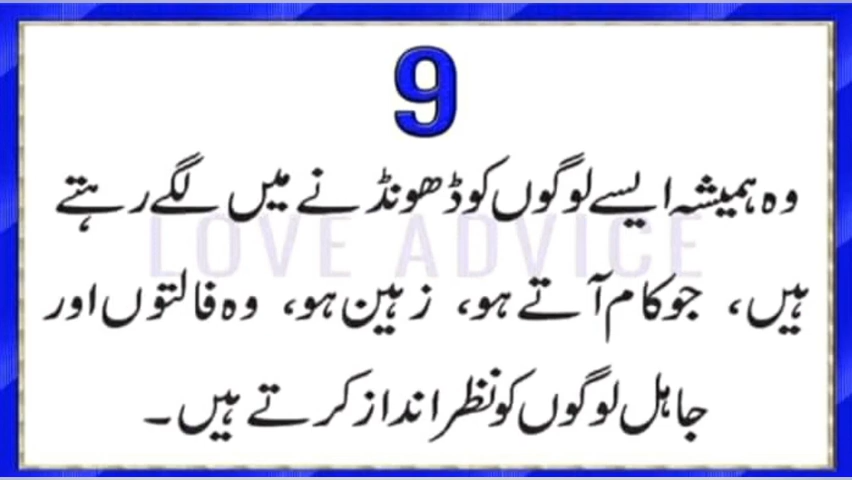 9
وہ ہمیشہ ایسے لوگوں کو ڈھونڈنے میں لگے رہتے
ہیں، جو کام آتے ہو، زہین ہو، وہ فالتوں اور
جاہل لوگوں کو نظر انداز کرتے ہیں۔
LOVE ADVICE